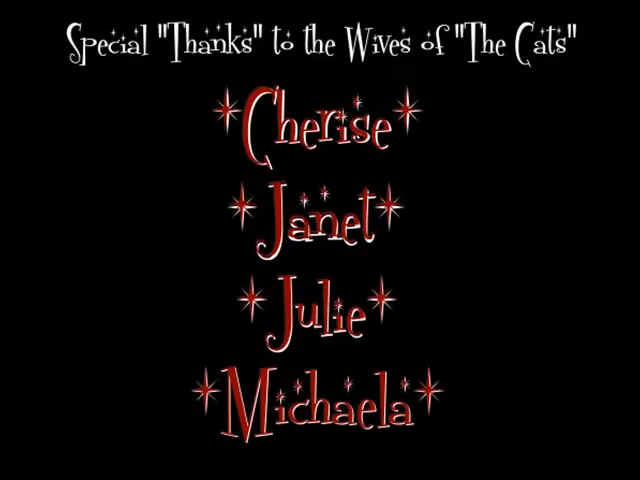 Special "Thanks" to the Wives of "The Cats"
Cherise
Janet
Julie
Michaela